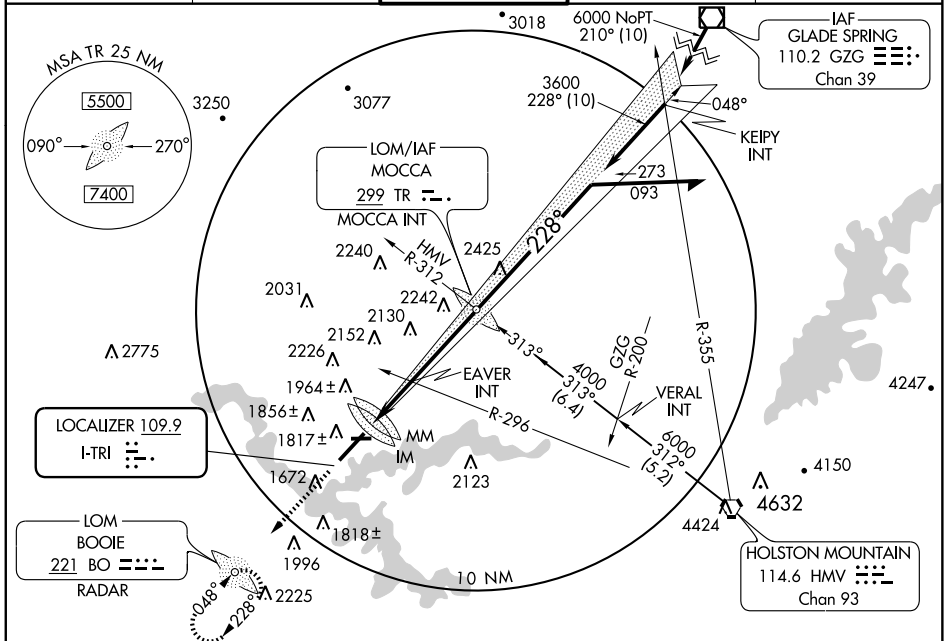 3018
6000 NoPT
210° (10)
IAF
GLADE SPRING
110.2 GZG
Chan 39
MSA TR 25 NM
5500
090°
270°
7400
3250
3077
3600
228° (10)
048°
KEIPY
INT
LOM/IAF
MOCCA
299 TR
MOCCA INT
273
093
228°
HMV
R-312
2425
2240
2242
2031
2130
2152
2226
2775
1964±
1856±
1817±
313°
GZG
R-200
4000
313°
(6.4)
R-355
EAVER
INT
R-296
VERAL
INT
4247
LOCALIZER 109.9
I-TRI
MM
IM
6000
312°
(5.2)
4150
4632
4424
1672
2123
1818±
1996
LOM
BOOIE
221 BO
RADAR
048°
228°
2225
10 NM
HOLSTON MOUNTAIN
114.6 HMV
Chan 93